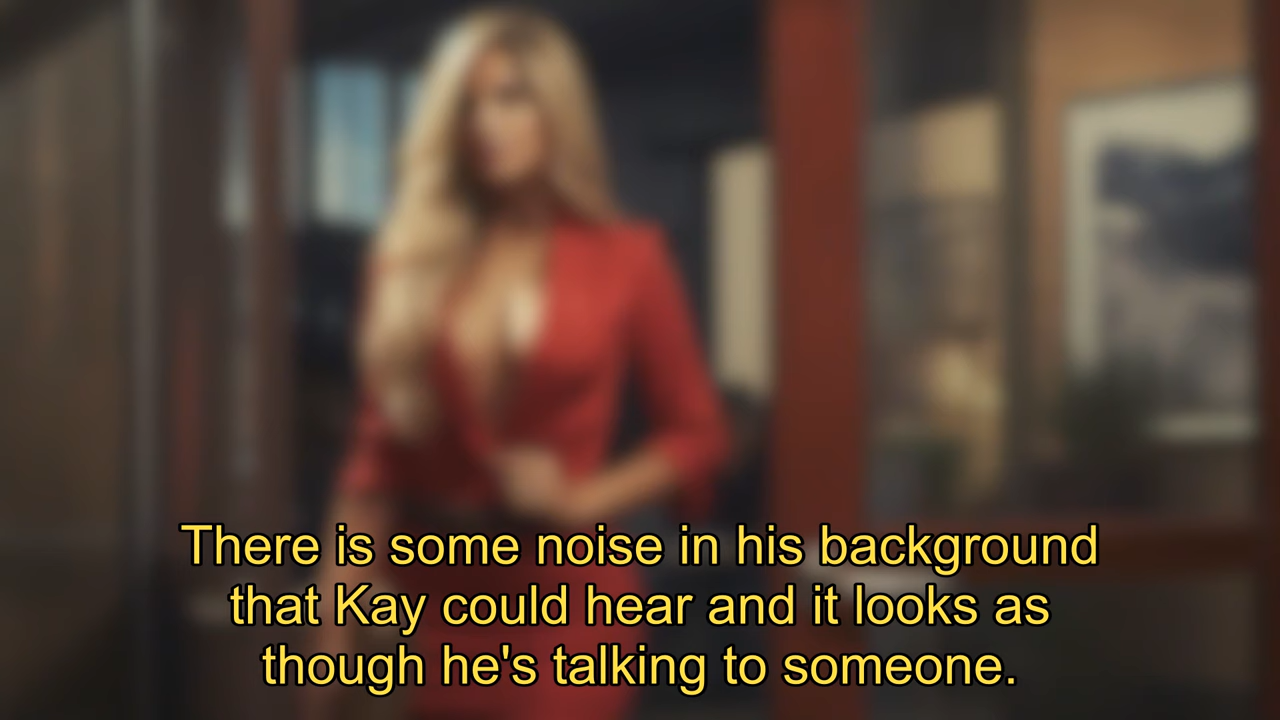 There is some noise in his background
that Kay could hear and it looks as
though he's talking to someone.